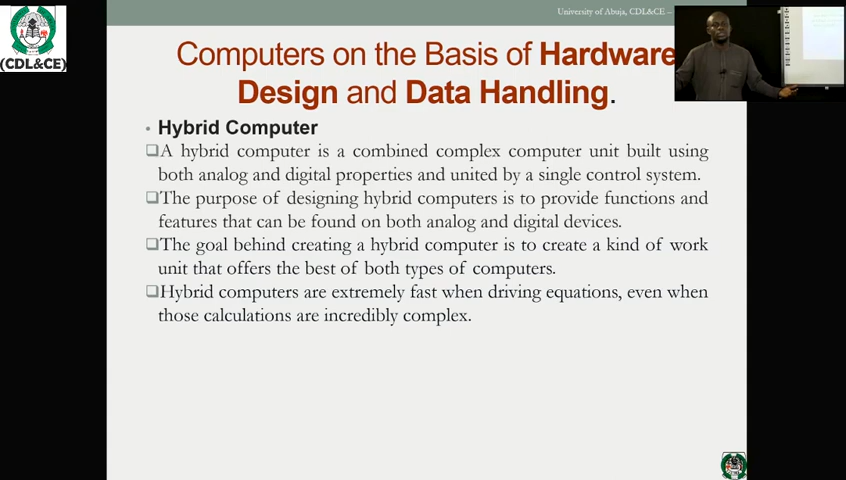 University of Abuja, CDL&CE –
(CDL&CE)
Computers on the Basis of Hardware
Design and Data Handling.
• Hybrid Computer
❑A hybrid computer is a combined complex computer unit built using
both analog and digital properties and united by a single control system.
❑The purpose of designing hybrid computers is to provide functions and
features that can be found on both analog and digital devices.
❑The goal behind creating a hybrid computer is to create a kind of work
unit that offers the best of both types of computers.
❑Hybrid computers are extremely fast when driving equations, even when
those calculations are incredibly complex.